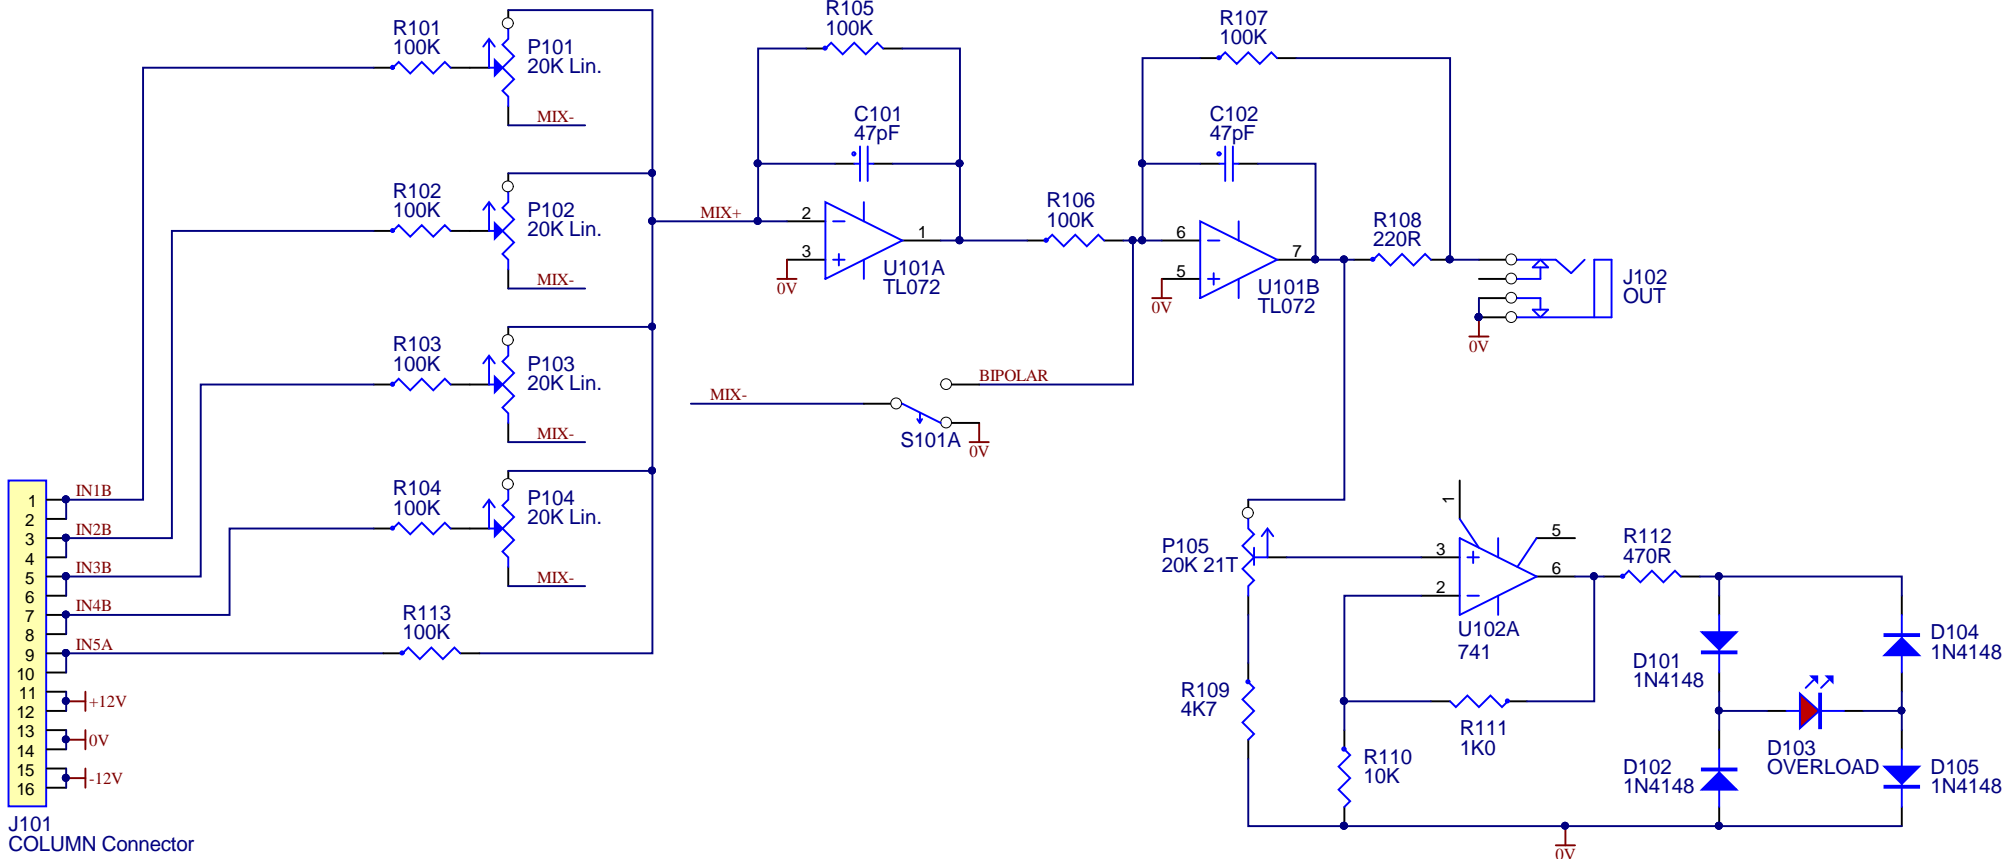 R101
100K
P101
20K Lin.
MIX-
R102
100K
P102
20K Lin.
MIX-
R103
100K
P103
20K Lin.
MIX-
R104
100K
P104
20K Lin.
MIX-
R113
100K
1
2
3
4
5
6
7
8
9
10
11
12
13
14
15
16
IN1B
IN2B
IN3B
IN4B
IN5A
+12V
0V
-12V
J101
COLUMN Connector
R105
100K
C101
47pF
MIX+
2
3
1
0V
U101A
TL072
R106
100K
R107
100K
C102
47pF
6
5
7
0V
U101B
TL072
R108
220R
J102
OUT
0V
BIPOLAR
MIX-
S101A
0V
P105
20K 21T
R109
4K7
1
3
2
5
6
U102A
741
R110
10K
R111
1K0
R112
470R
D101
1N4148
D104
1N4148
D103
OVERLOAD
D102
1N4148
D105
1N4148
0V